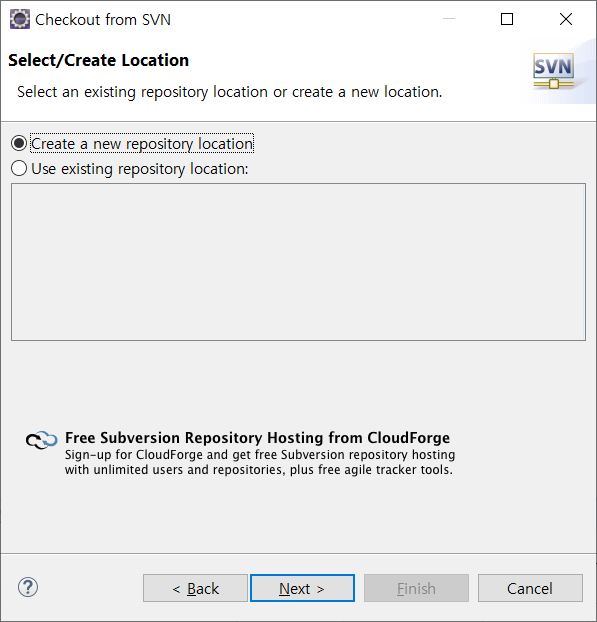 Checkout from SVN
Select/Create Location
Select an existing repository location or create a new location.
SVN
Create a new repository location
Use existing repository location:
Free Subversion Repository Hosting from CloudForge
Sign-up for CloudForge and get free Subversion repository hosting
with unlimited users and repositories, plus free agile tracker tools.
?
< Back
Next >
Finish
Cancel